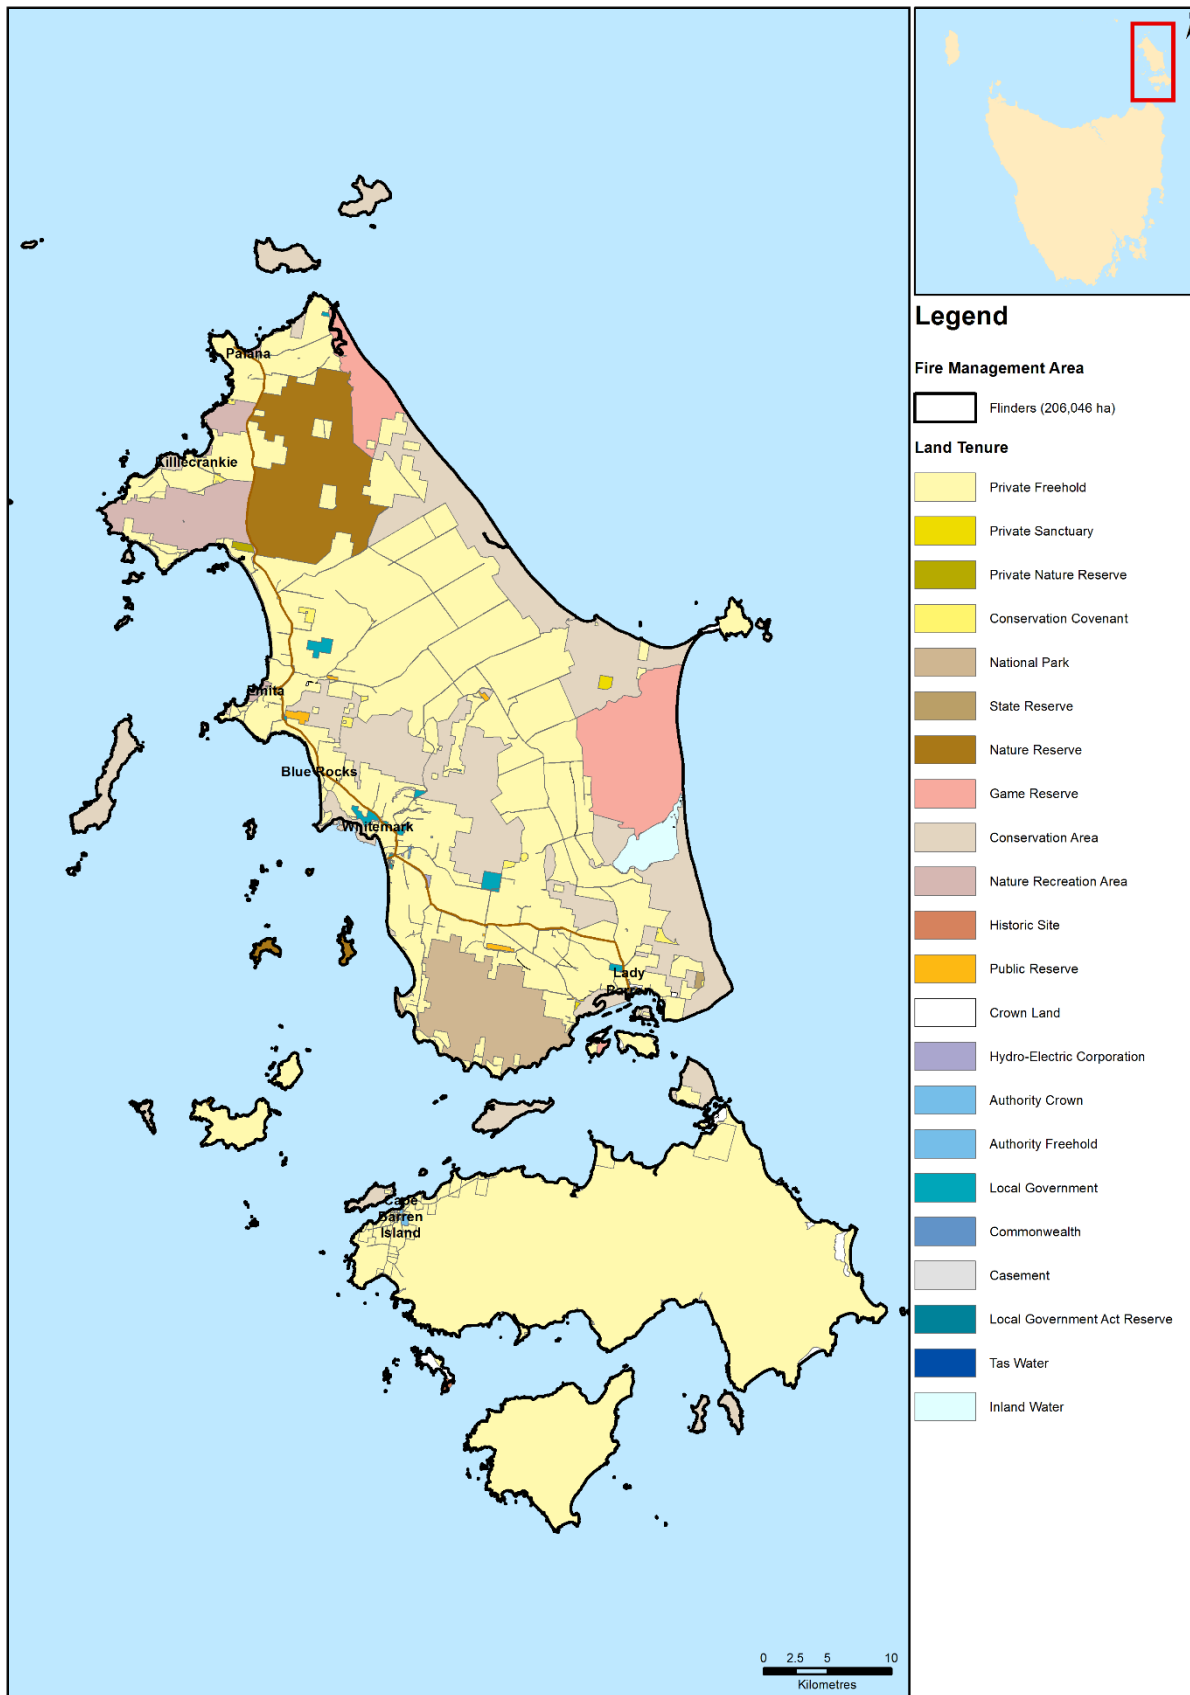 Palana
Killiecrankie
Emita
Blue Rocks
Whitemark
Lady
Barron
Cape
Barren
Island
0 2.5 5 10
Kilometres
Legend
Fire Management Area
Flinders (206,046 ha)
Land Tenure
Private Freehold
Private Sanctuary
Private Nature Reserve
Conservation Covenant
National Park
State Reserve
Nature Reserve
Game Reserve
Conservation Area
Nature Recreation Area
Historic Site
Public Reserve
Crown Land
Hydro-Electric Corporation
Authority Crown
Authority Freehold
Local Government
Commonwealth
Casement
Local Government Act Reserve
Tas Water
Inland Water